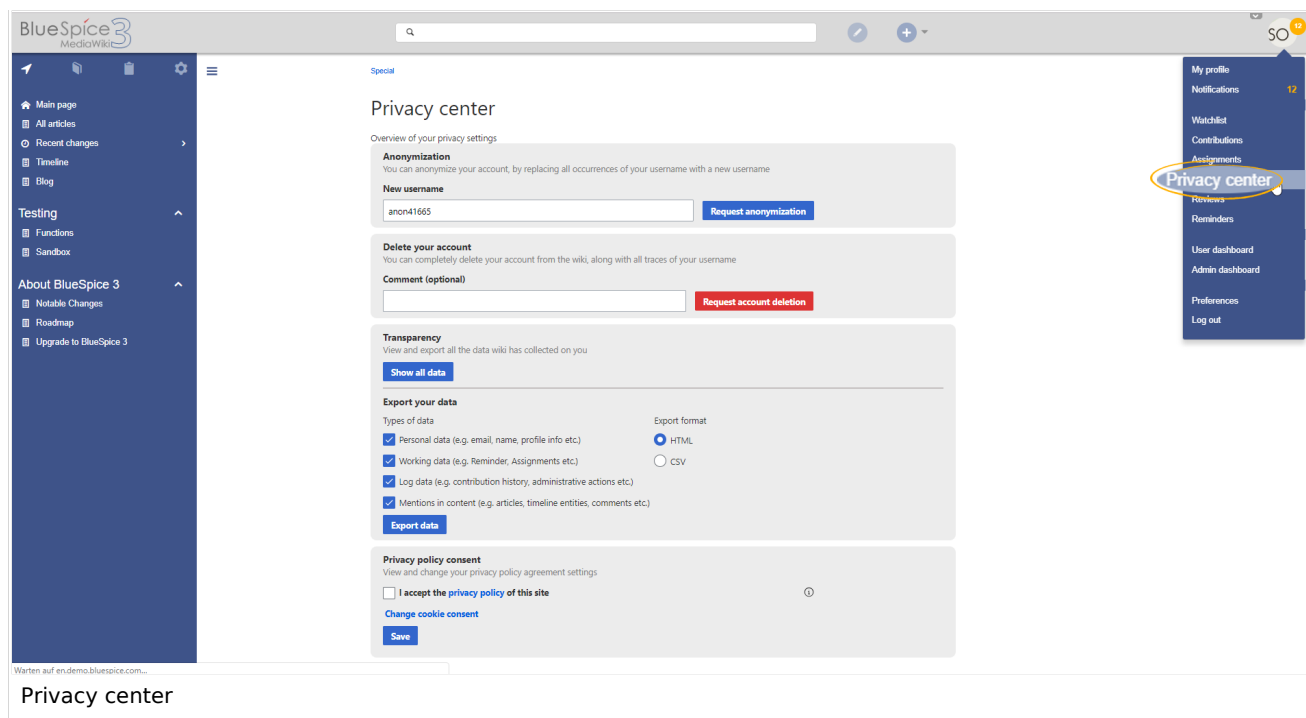 BlueSpice 3
MediaWiki
SO
12
Main page
All articles
Recent changes
Timeline
Blog
Testing
Functions
Sandbox
About BlueSpice 3
Notable Changes
Roadmap
Upgrade to BlueSpice 3
Special
Privacy center
Overview of your privacy settings
Anonymization
You can anonymize your account, by replacing all occurrences of your username with a new username
New username
anon41665
Request anonymization
Delete your account
You can completely delete your account from the wiki, along with all traces of your username
Comment (optional)
Request account deletion
Transparency
View and export all the data wiki has collected on you
Show all data
Export your data
Types of data
Export format
Personal data (e.g. email, name, profile info etc.)
HTML
Working data (e.g. Reminder, Assignments etc.)
CSV
Log data (e.g. contribution history, administrative actions etc.)
Mentions in content (e.g. articles, timeline entities, comments etc.)
Export data
Privacy policy consent
View and change your privacy policy agreement settings
I accept the privacy policy of this site
Change cookie consent
Save
My profile
Notifications 12
Watchlist
Contributions
Assignments
Privacy center
Reviews
Reminders
User dashboard
Admin dashboard
Preferences
Log out
Warten auf en.demo.bluespice.com...
Privacy center